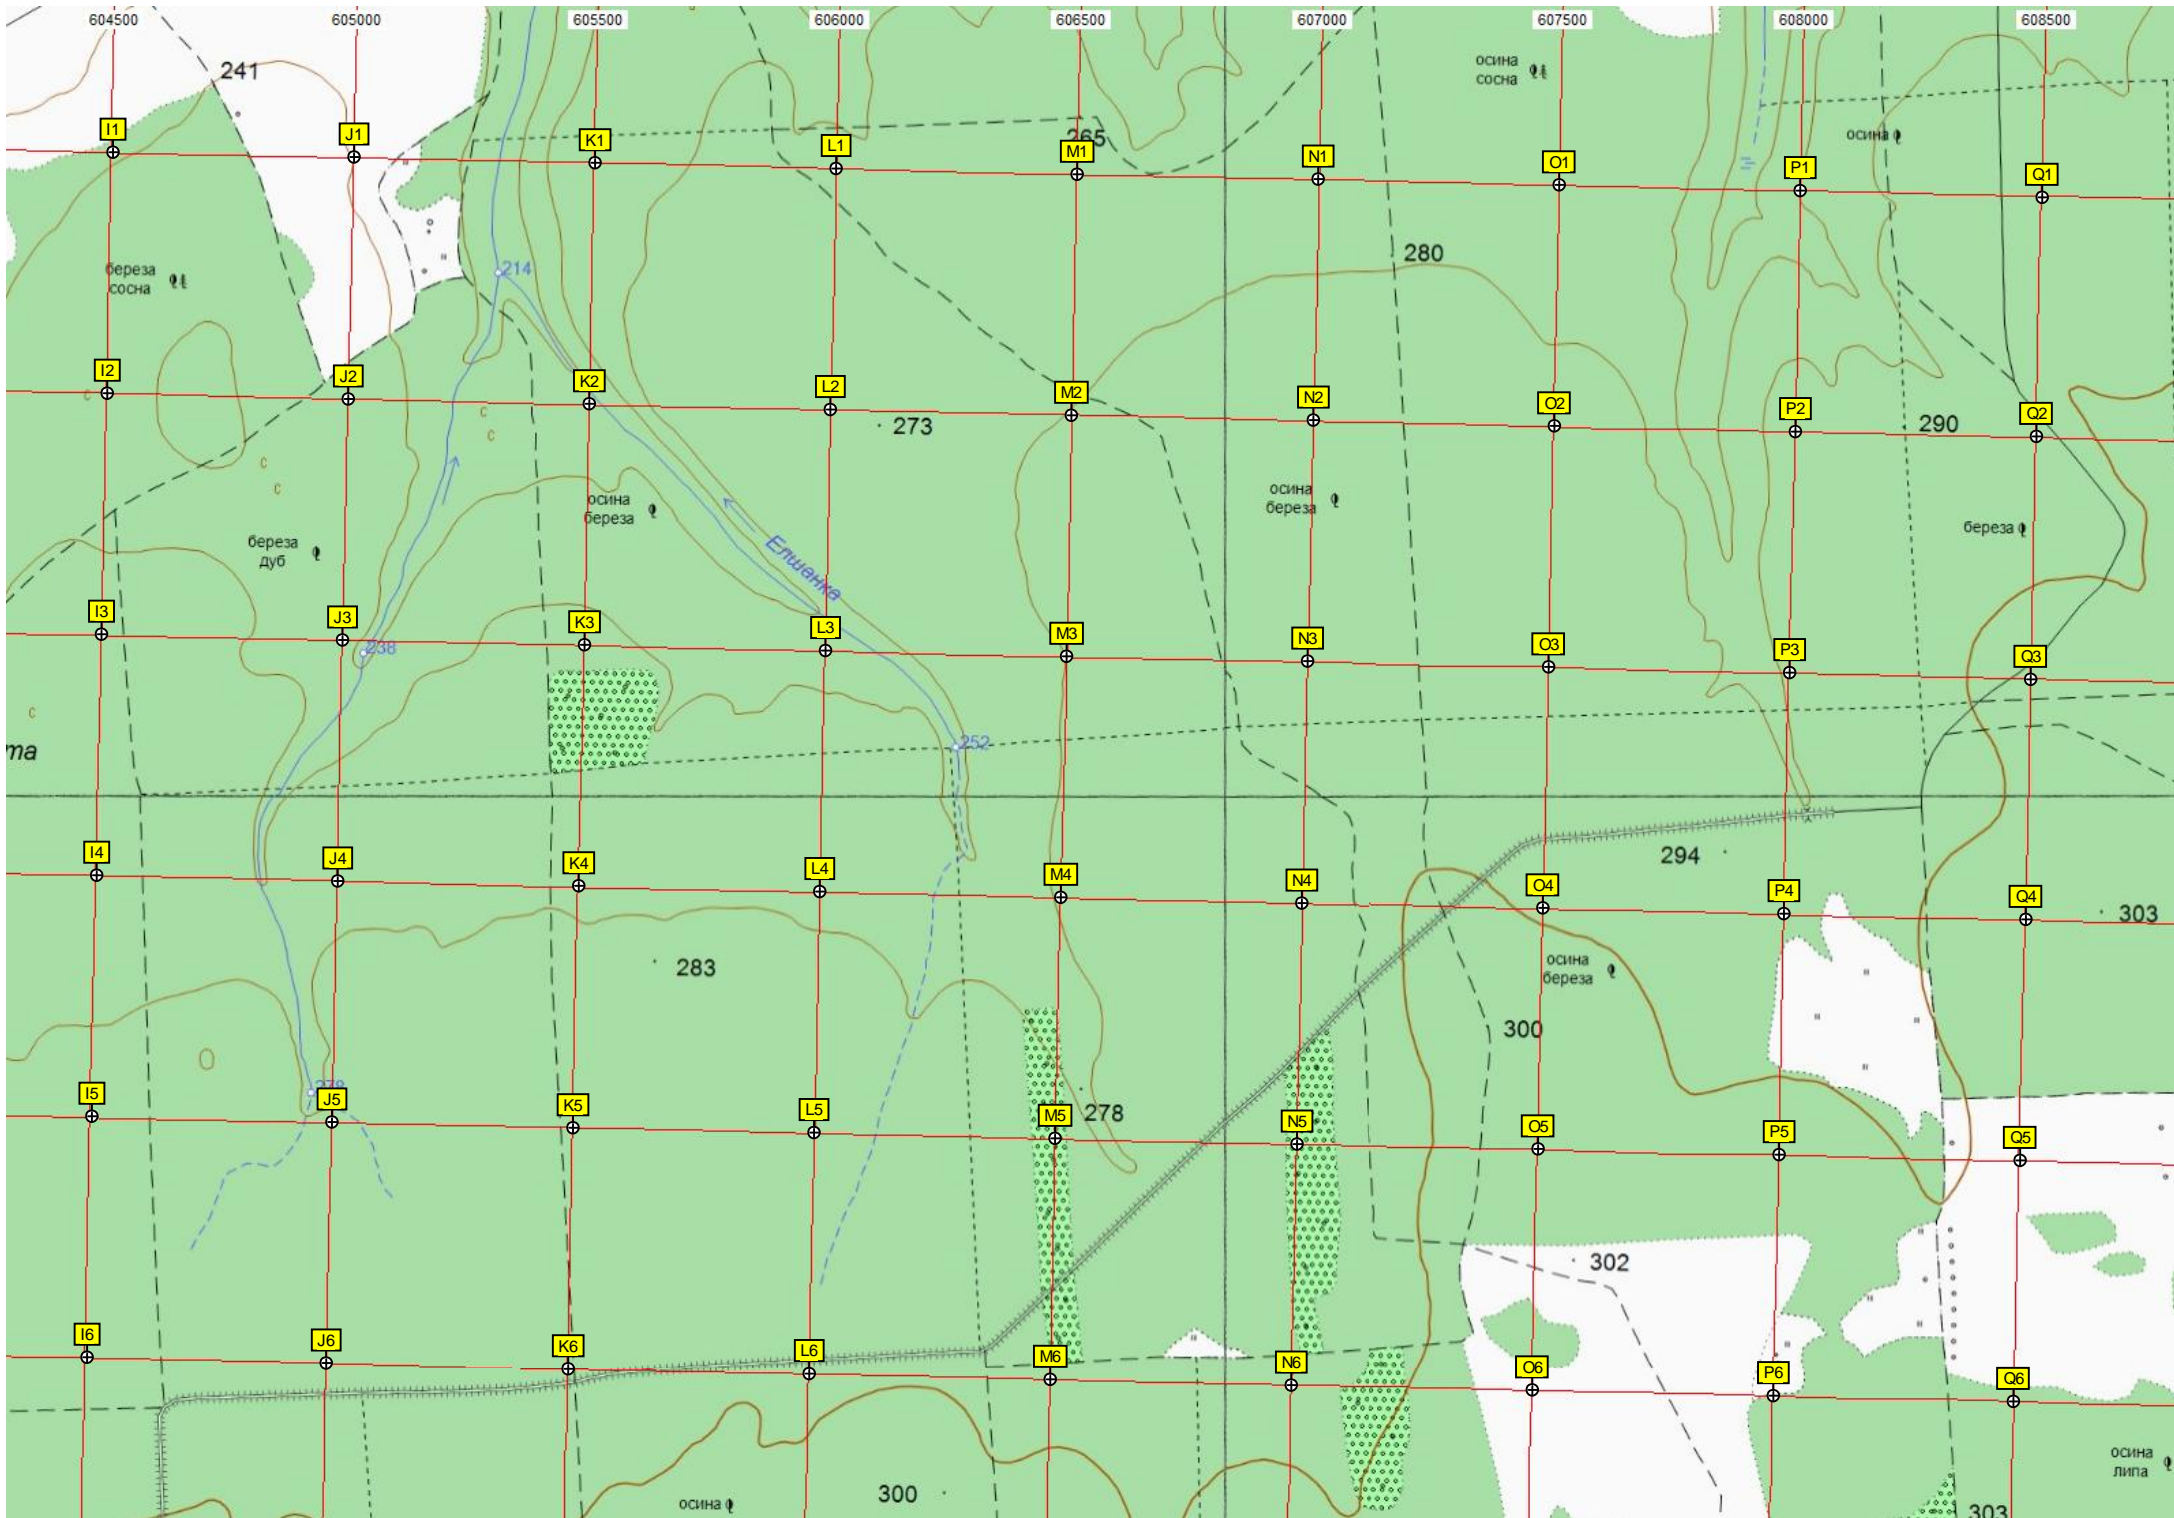 604500 605000 605500 606000 606500 607000 607500 608000 608500
241
осина
сосна
осина
265
I1 J1 K1 L1 M1 N1 O1 P1 Q1
280
береза
сосна
214
I2 J2 K2 L2 M2 N2 O2 P2 Q2
с
с
с
273
290
с
с
осина
береза
осина
береза
береза
береза
дуб
Елшанка
I3 J3 K3 L3 M3 N3 O3 P3 Q3
238
с
та
252
I4 J4 K4 L4 M4 N4 O4 P4 Q4
294
303
283
осина
береза
300
278
I5 J5 K5 L5 M5 N5 O5 P5 Q5
278
302
I6 J6 K6 L6 M6 N6 O6 P6 Q6
осина
липа
300
осина
303